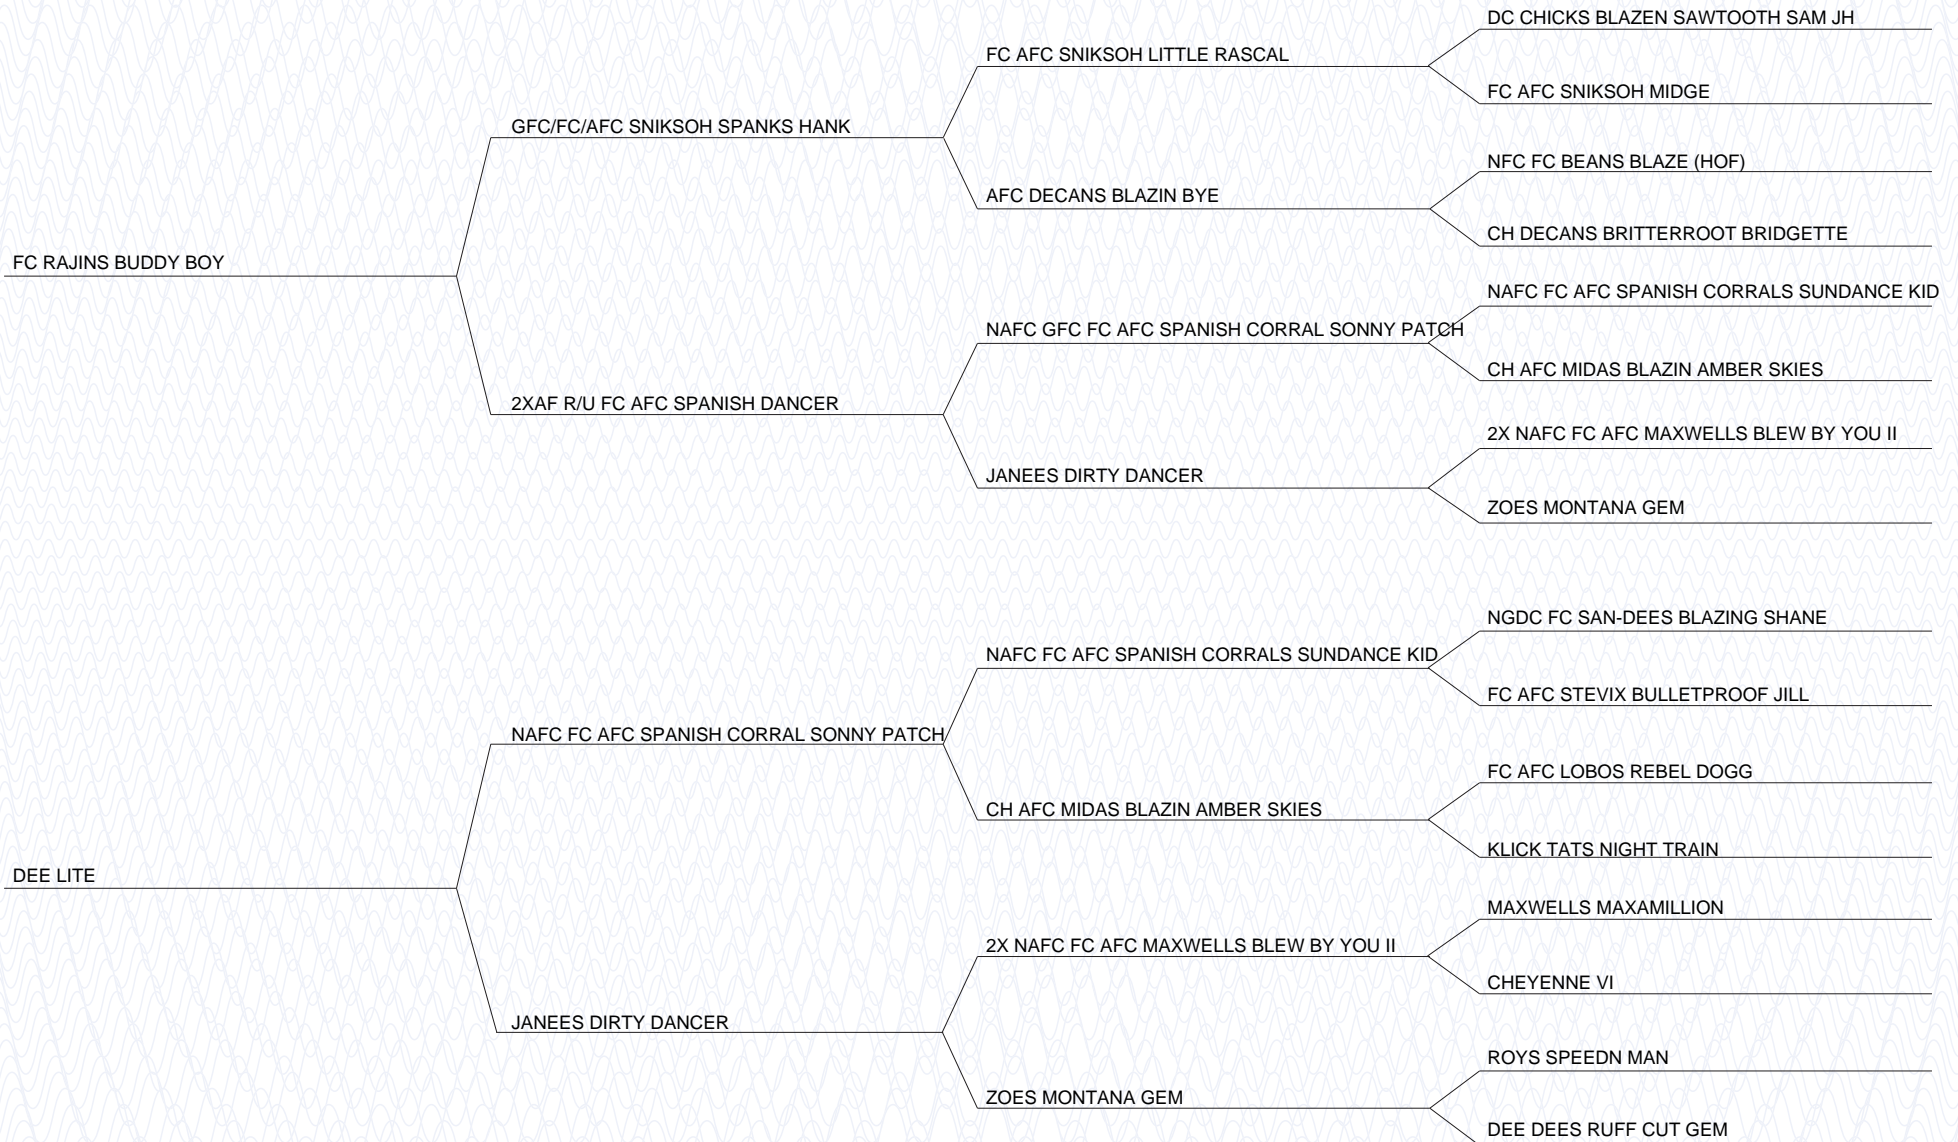 DC CHICKS BLAZEN SAWTOOTH SAM JH
FC AFC SNIKSOH LITTLE RASCAL
FC AFC SNIKSOH MIDGE
GFC/FC/AFC SNIKSOH SPANKS HANK
NFC FC BEANS BLAZE (HOF)
AFC DECANS BLAZIN BYE
CH DECANS BRITTERROOT BRIDGETTE
FC RAJINS BUDDY BOY
NAFC FC AFC SPANISH CORRALS SUNDANCE KID
NAFC GFC FC AFC SPANISH CORRAL SONNY PATCH
CH AFC MIDAS BLAZIN AMBER SKIES
2XAF R/U FC AFC SPANISH DANCER
2X NAFC FC AFC MAXWELLS BLEW BY YOU II
JANEES DIRTY DANCER
ZOES MONTANA GEM
NGDC FC SAN-DEES BLAZING SHANE
NAFC FC AFC SPANISH CORRALS SUNDANCE KID
FC AFC STEVIX BULLETPROOF JILL
NAFC FC AFC SPANISH CORRAL SONNY PATCH
FC AFC LOBOS REBEL DOGG
CH AFC MIDAS BLAZIN AMBER SKIES
KLICK TATS NIGHT TRAIN
DEE LITE
MAXWELLS MAXAMILLION
2X NAFC FC AFC MAXWELLS BLEW BY YOU II
CHEYENNE VI
JANEES DIRTY DANCER
ROYS SPEEDN MAN
ZOES MONTANA GEM
DEE DEES RUFF CUT GEM